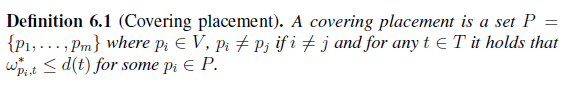 Definition 6.1 (Covering placement). A covering placement is a set P =
{p₁, . . . , pₘ} where pᵢ ∈ V, pᵢ ≠ pⱼ if i ≠ j and for any t ∈ T it holds that
ω*ₚᵢ,ₜ ≤ d(t) for some pᵢ ∈ P.